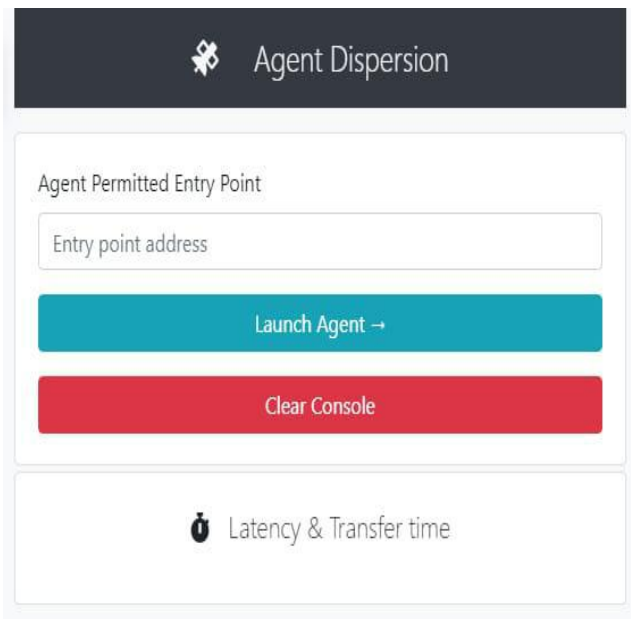 Agent Dispersion
Agent Permitted Entry Point
Entry point address
Launch Agent →
Clear Console
Latency & Transfer time